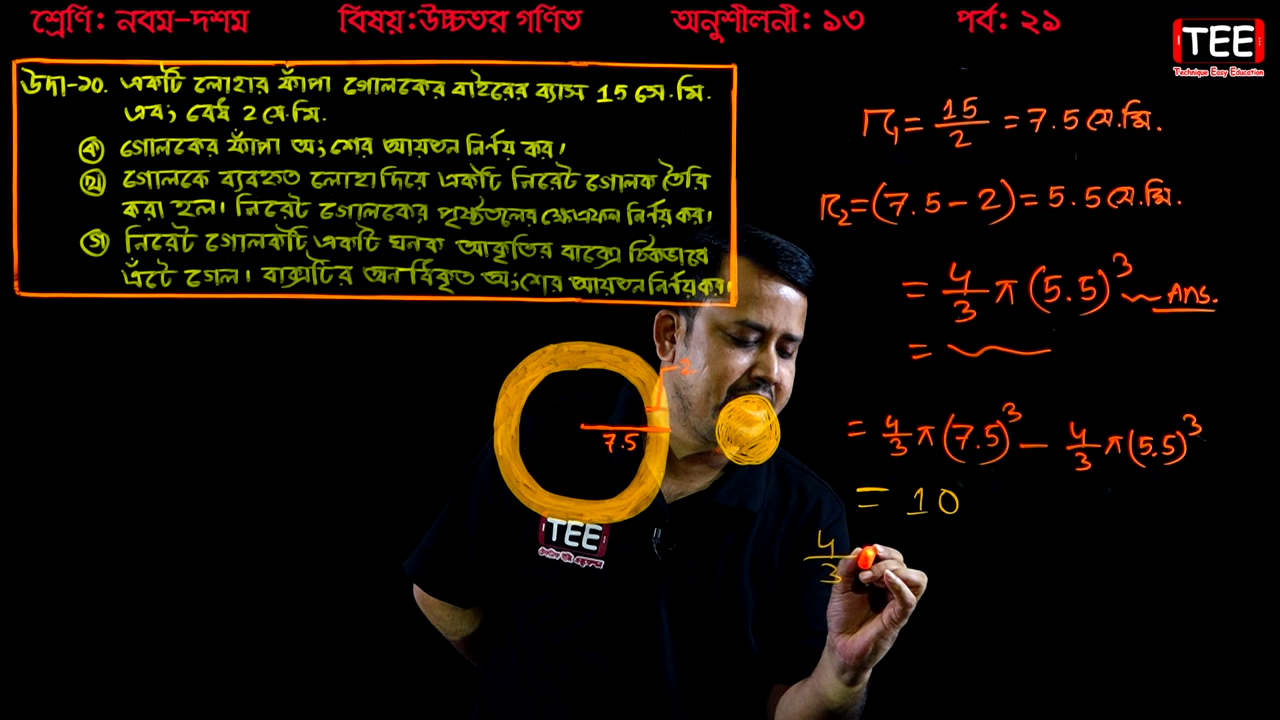 শ্রেণি: নবম-দশম বিষয়:উচ্চতর গণিত অনুশীলনী: ১৩ পর্ব: ২১
TEE
Technique Easy Education
উদা-১০. একটি লোহার ফাঁপা গোলকের বাইরের ব্যাস 15 সে.মি.
এবং বেধ 2 সে.মি.
ক গোলকের ফাঁপা অংশের আয়তন নির্ণয় কর।
খ গোলকে ব্যবহৃত লোহা দিয়ে একটি নিরেট গোলক তৈরি
করা হল। নিরেট গোলকের পৃষ্ঠতলের ক্ষেত্রফল নির্ণয় কর।
গ নিরেট গোলকটি একটি ঘনক আকৃতির বাক্সে ঠিকভাবে
এঁটে গেল। বাক্সটির অনধিকৃত অংশের আয়তন নির্ণয় কর।
r₁ = 15/2 = 7.5 সে.মি.
r₂ = (7.5 - 2) = 5.5 সে.মি.
= 4/3 π (5.5)³ Ans.
=
2
7.5
= 4/3 π (7.5)³ - 4/3 π (5.5)³
= 10
4/3
TEE